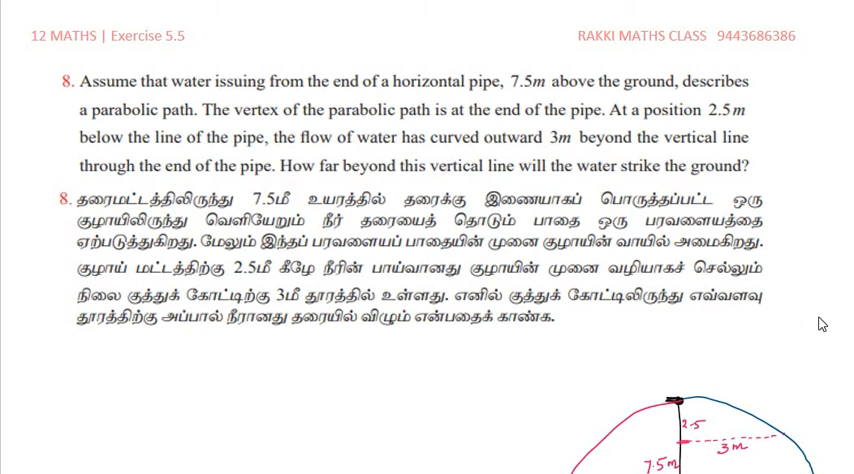 12 MATHS | Exercise 5.5
RAKKI MATHS CLASS 9443686386
8. Assume that water issuing from the end of a horizontal pipe, 7.5m above the ground, describes
a parabolic path. The vertex of the parabolic path is at the end of the pipe. At a position 2.5m
below the line of the pipe, the flow of water has curved outward 3m beyond the vertical line
through the end of the pipe. How far beyond this vertical line will the water strike the ground?
8. தரைமட்டத்திலிருந்து 7.5மீ உயரத்தில் தரைக்கு இணையாகப் பொருத்தப்பட்ட ஒரு
குழாயிலிருந்து வெளியேறும் நீர் தரையைத் தொடும் பாதை ஒரு பரவளையத்தை
ஏற்படுத்துகிறது. மேலும் இந்தப் பரவளையப் பாதையின் முனை குழாயின் வாயில் அமைகிறது.
குழாய் மட்டத்திற்கு 2.5மீ கீழே நீரின் பாய்வானது குழாயின் முனை வழியாகச் செல்லும்
நிலை குத்துக் கோட்டிற்கு 3மீ தூரத்தில் உள்ளது. எனில் குத்துக் கோட்டிலிருந்து எவ்வளவு
தூரத்திற்கு அப்பால் நீரானது தரையில் விழும் என்பதைக் காண்க.
2.5
3m
7.5m